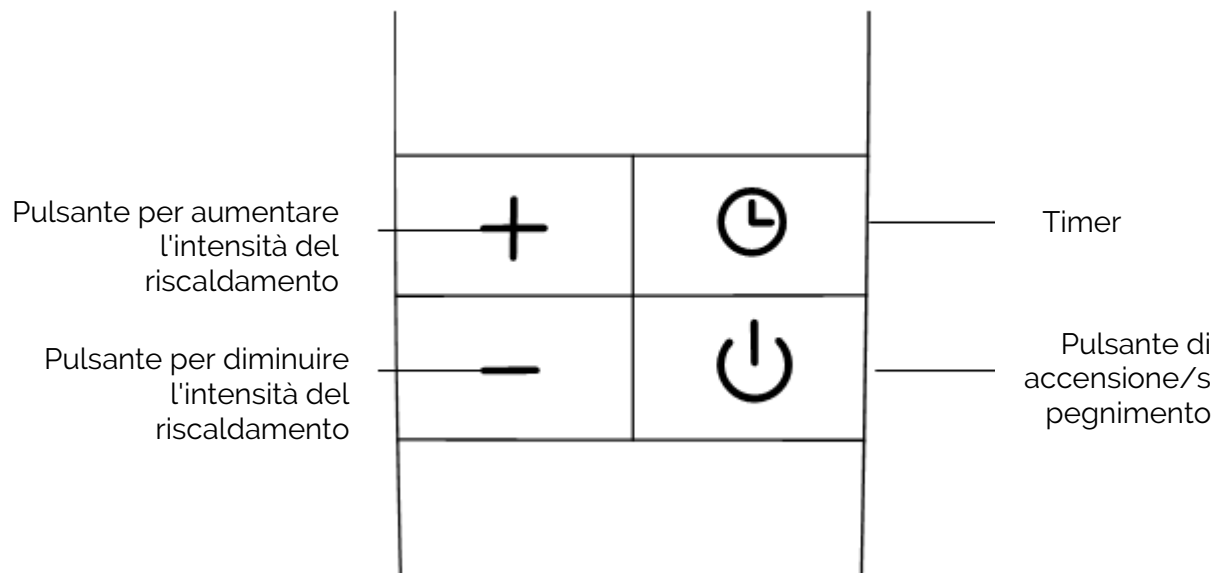 Pulsante per aumentare
l'intensità del
riscaldamento
Timer
Pulsante per diminuire
l'intensità del
riscaldamento
Pulsante di
accensione/s
pegnimento